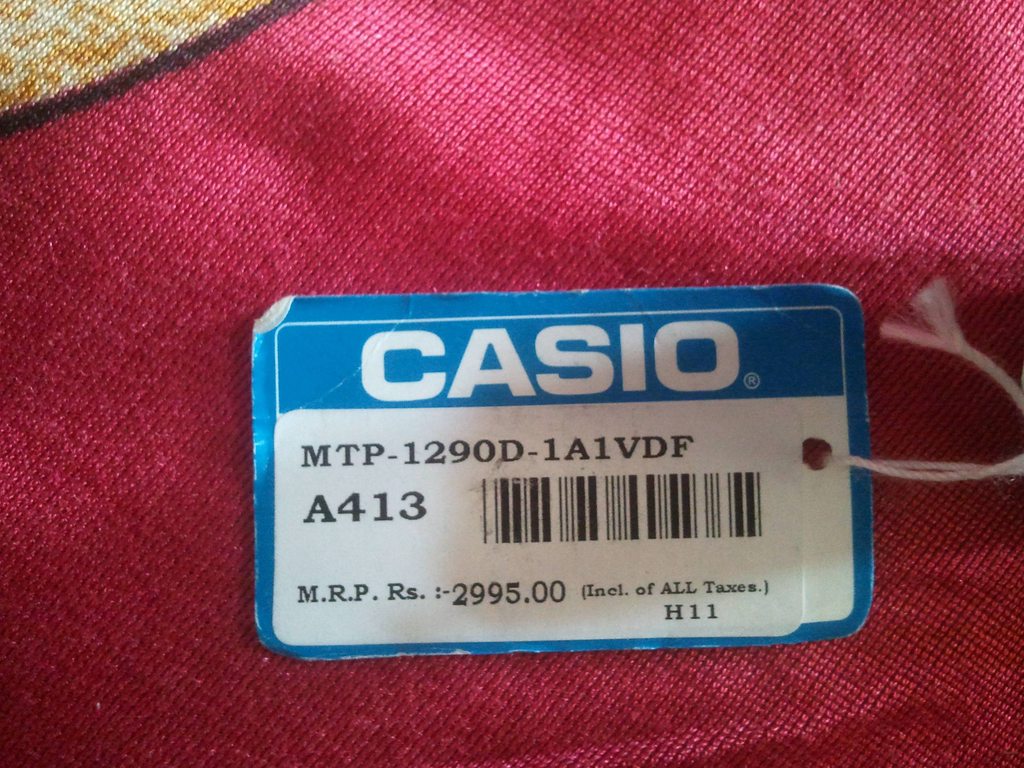 CASIO®
MTP-1290D-1A1VDF
A413
M.R.P. Rs. :-2995.00 (Incl. of ALL Taxes.)
H11